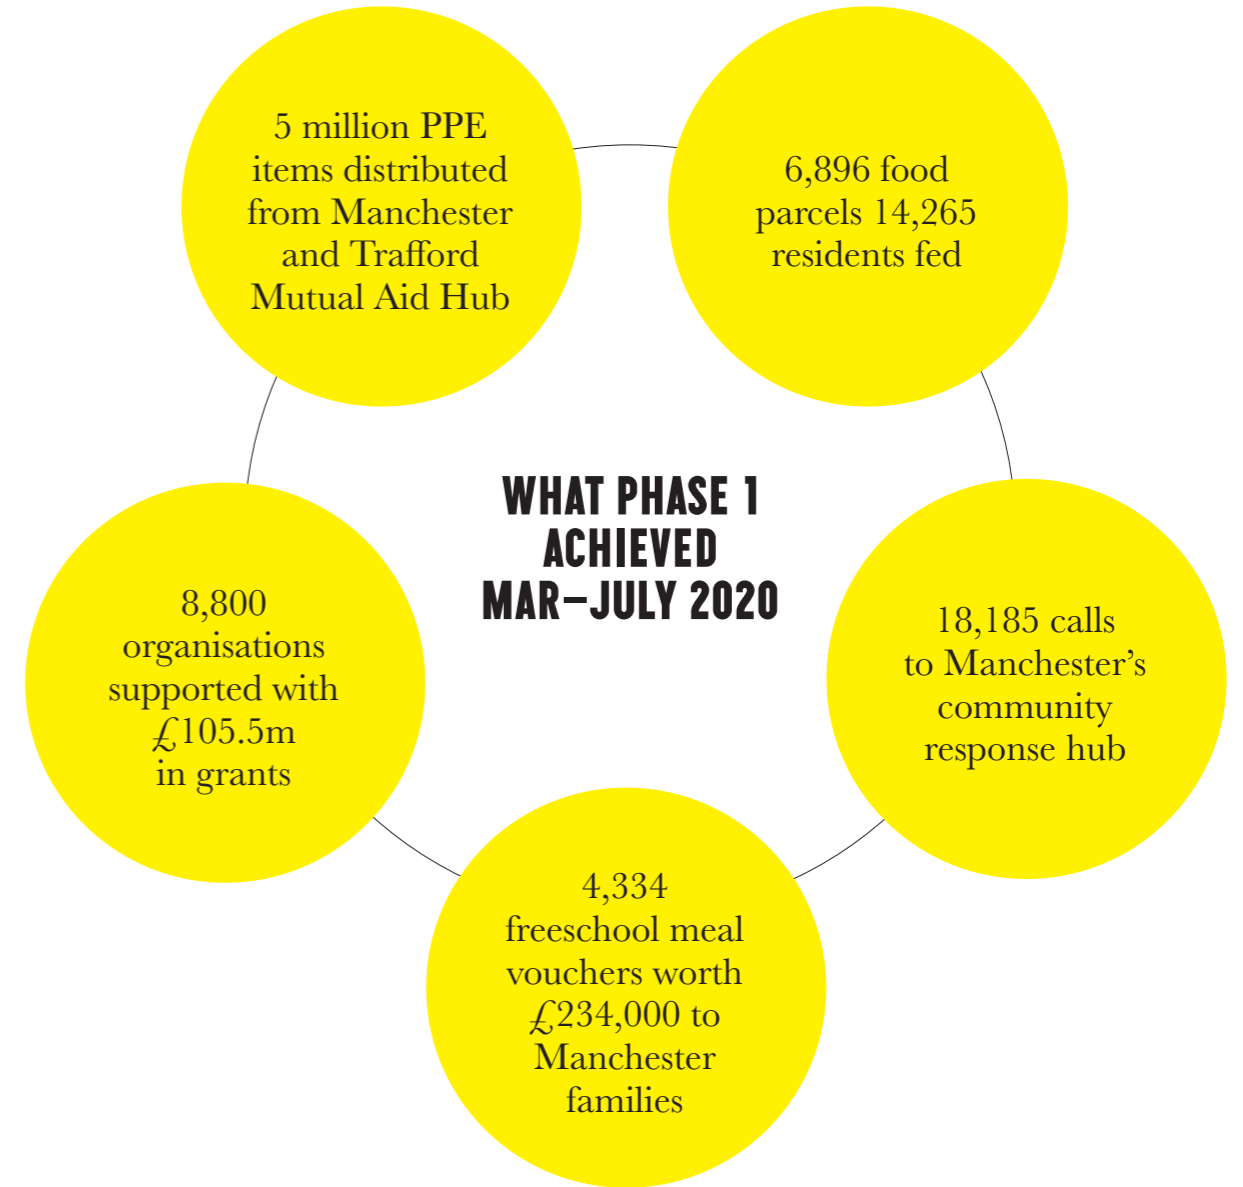 5 million PPE
items distributed
from Manchester
and Trafford
Mutual Aid Hub
6,896 food
parcels 14,265
residents fed
WHAT PHASE 1
ACHIEVED
MAR–JULY 2020
8,800
organisations
supported with
£105.5m
in grants
18,185 calls
to Manchester’s
community
response hub
4,334
freeschool meal
vouchers worth
£234,000 to
Manchester
families